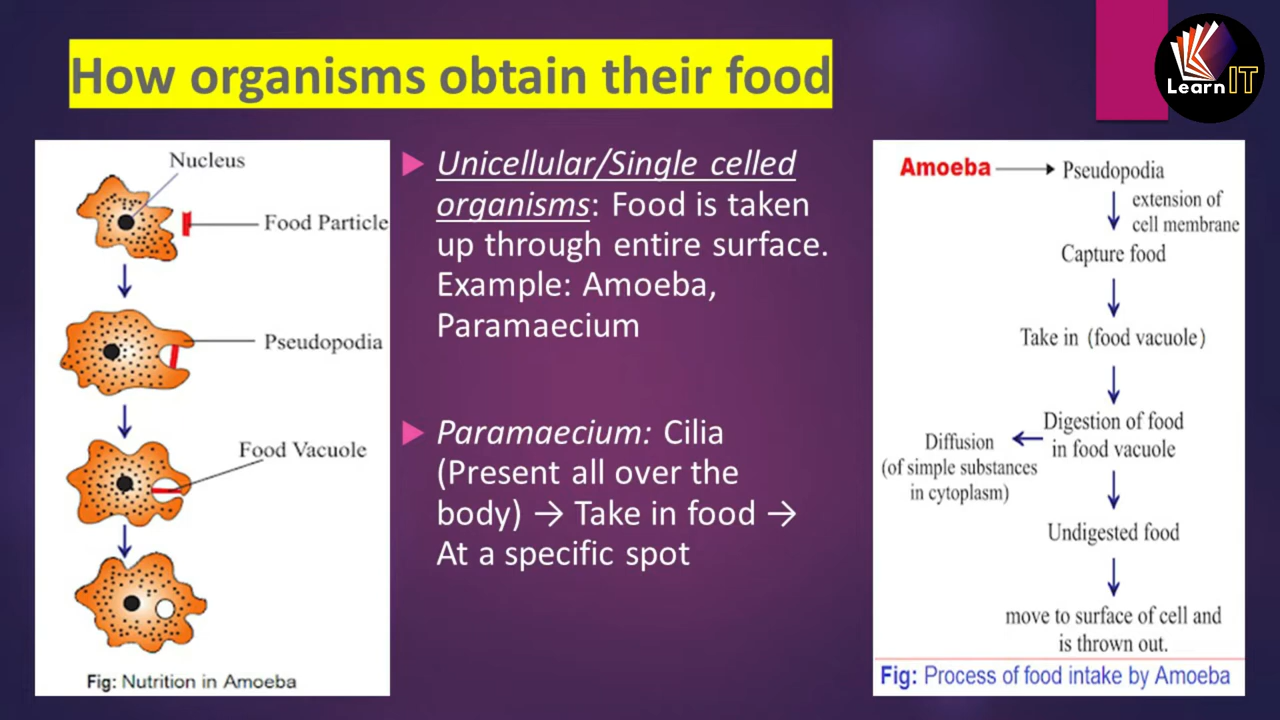 How organisms obtain their food
Learn IT
Nucleus
Food Particle
Pseudopodia
Food Vacuole
Fig: Nutrition in Amoeba
Unicellular/Single celled
organisms: Food is taken
up through entire surface.
Example: Amoeba,
Paramaecium
Paramaecium: Cilia
(Present all over the
body) → Take in food →
At a specific spot
Amoeba → Pseudopodia
extension of
cell membrane
Capture food
Take in (food vacuole)
Digestion of food
in food vacuole
Diffusion
(of simple substances
in cytoplasm)
Undigested food
move to surface of cell and
is thrown out.
Fig: Process of food intake by Amoeba